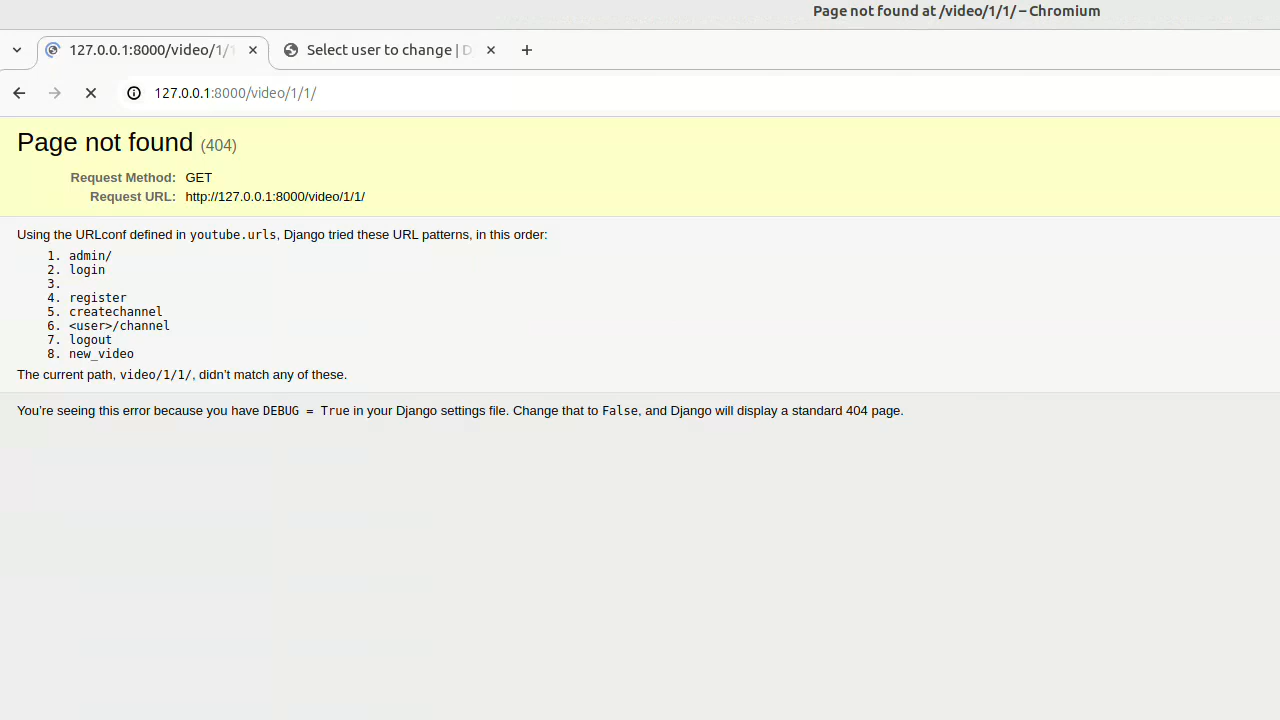 Page not found at /video/1/1/ – Chromium
127.0.0.1:8000/video/1/1
Select user to change | D
127.0.0.1:8000/video/1/1/
Page not found (404)
Request Method: GET
Request URL: http://127.0.0.1:8000/video/1/1/
Using the URLconf defined in youtube.urls, Django tried these URL patterns, in this order:
1. admin/
2. login
3.
4. register
5. createchannel
6. <user>/channel
7. logout
8. new_video
The current path, video/1/1/, didn’t match any of these.
You’re seeing this error because you have DEBUG = True in your Django settings file. Change that to False, and Django will display a standard 404 page.